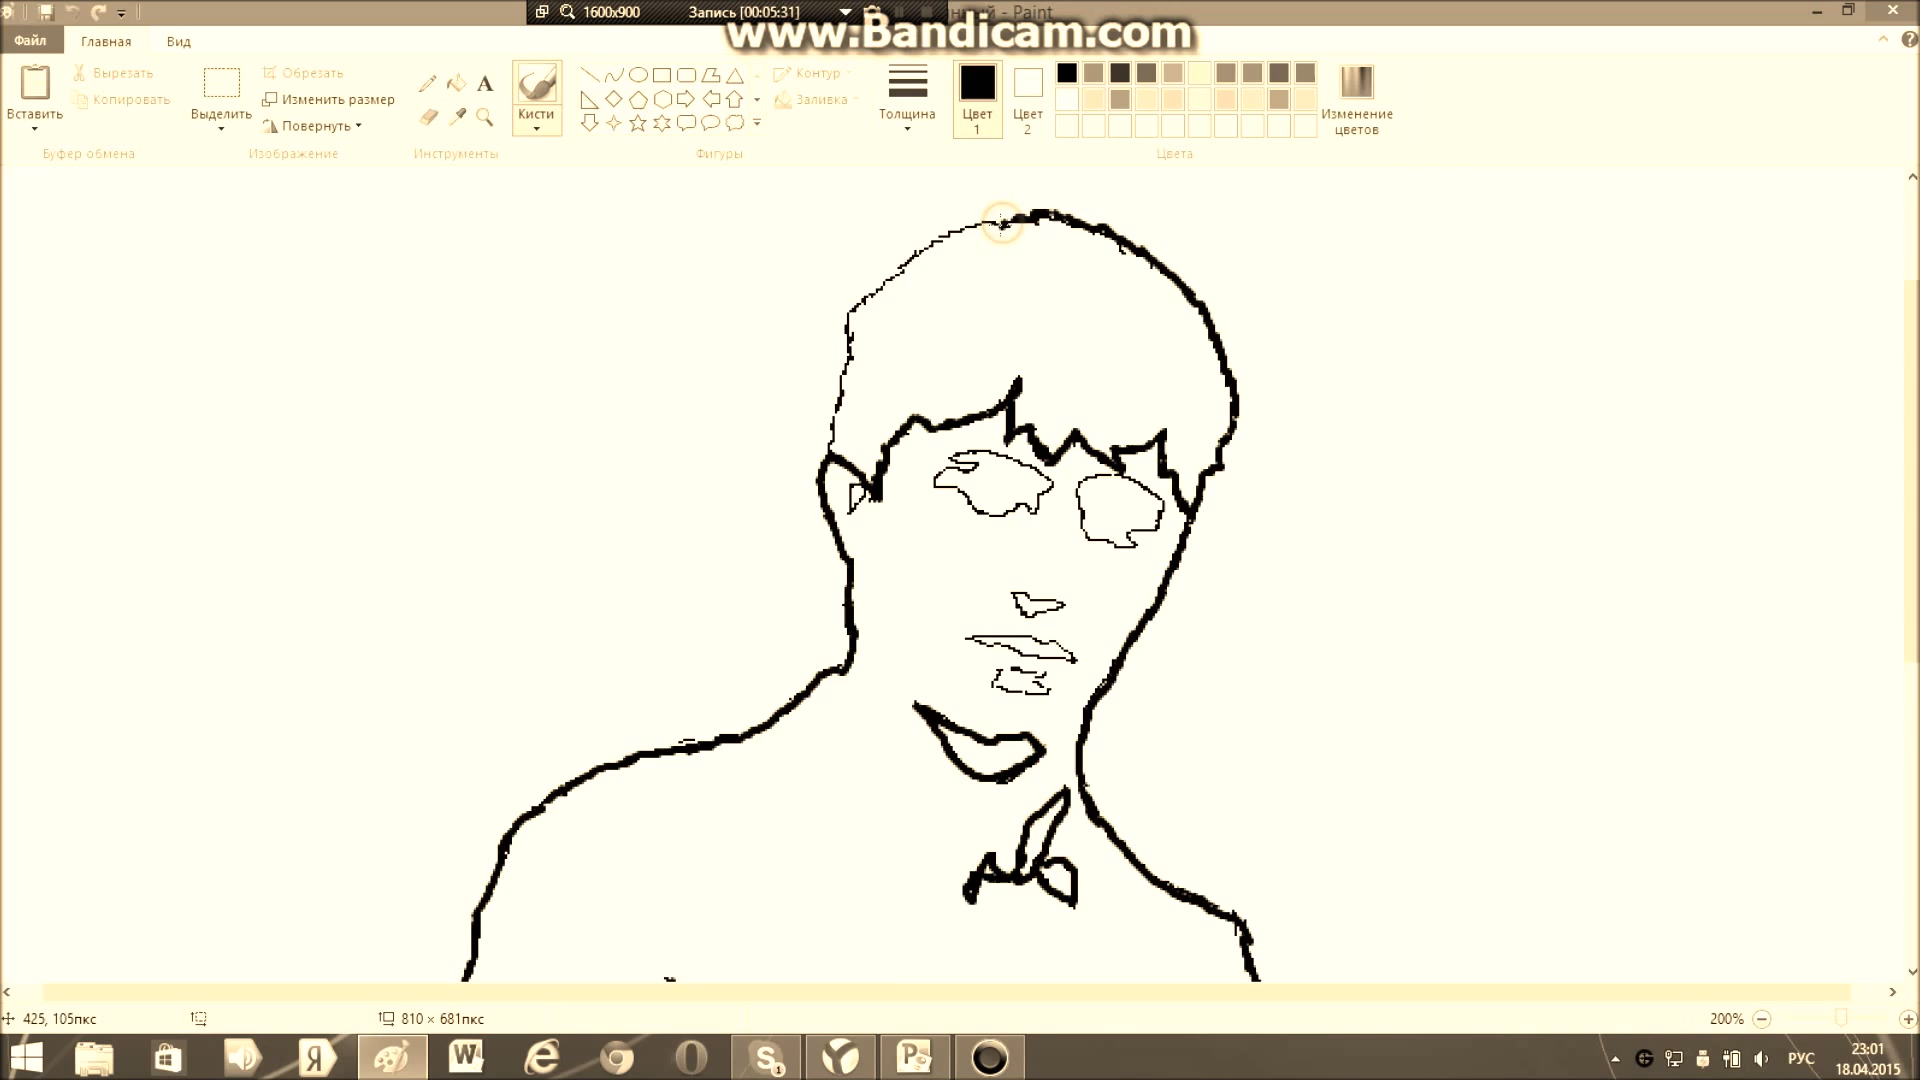 1600x900 Запись [00:05:31]
- Paint
www.Bandicam.com
Файл Главная Вид
Вставить
Вырезать
Копировать
Буфер обмена
Выделить
Обрезать
Изменить размер
Повернуть
Изображение
A
Инструменты
Кисти
Контур
Заливка
Фигуры
Толщина
Цвет
1
Цвет
2
Изменение
цветов
Цвета
425, 105пкс
810 × 681пкс
200%
Я
W
S
1
P
РУС
23:01
18.04.2015